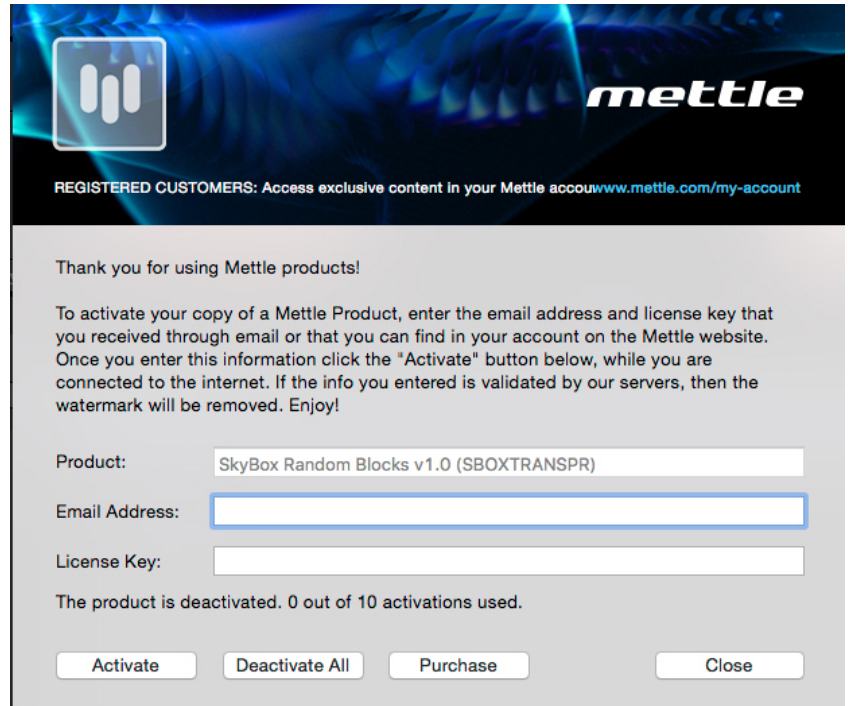 mettle
REGISTERED CUSTOMERS: Access exclusive content in your Mettle accouwww.mettle.com/my-account
Thank you for using Mettle products!
To activate your copy of a Mettle Product, enter the email address and license key that
you received through email or that you can find in your account on the Mettle website.
Once you enter this information click the "Activate" button below, while you are
connected to the internet. If the info you entered is validated by our servers, then the
watermark will be removed. Enjoy!
Product: SkyBox Random Blocks v1.0 (SBOXTRANSPR)
Email Address:
License Key:
The product is deactivated. 0 out of 10 activations used.
Activate Deactivate All Purchase Close